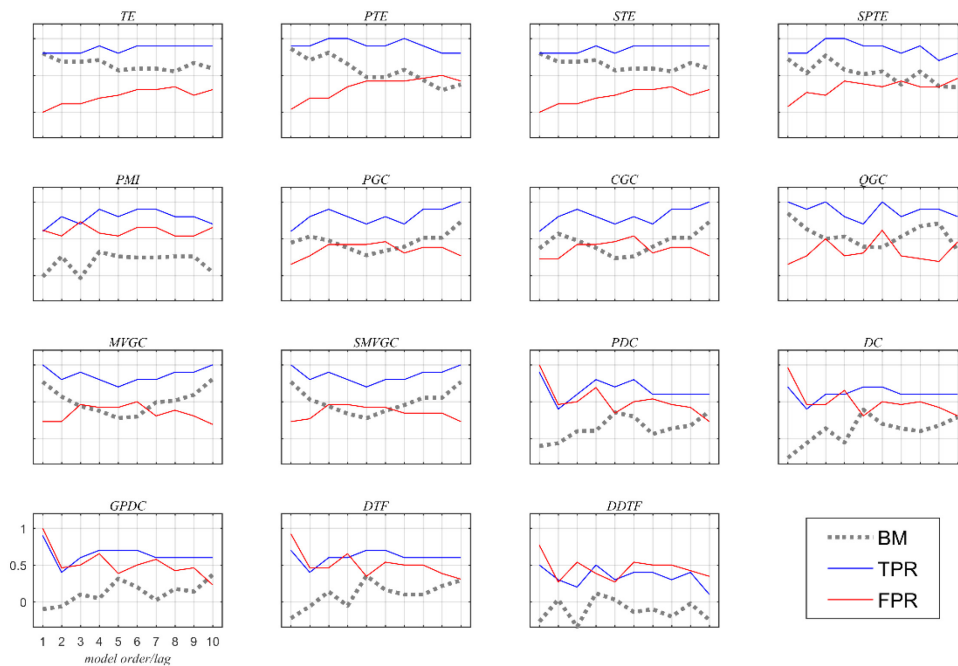 TE PTE STE SPTE
PMI PGC CGC QGC
MVGC SMVGC PDC DC
GPDC DTF DDTF
1
0.5
0
1 2 3 4 5 6 7 8 9 10
model order/lag
BM
TPR
FPR